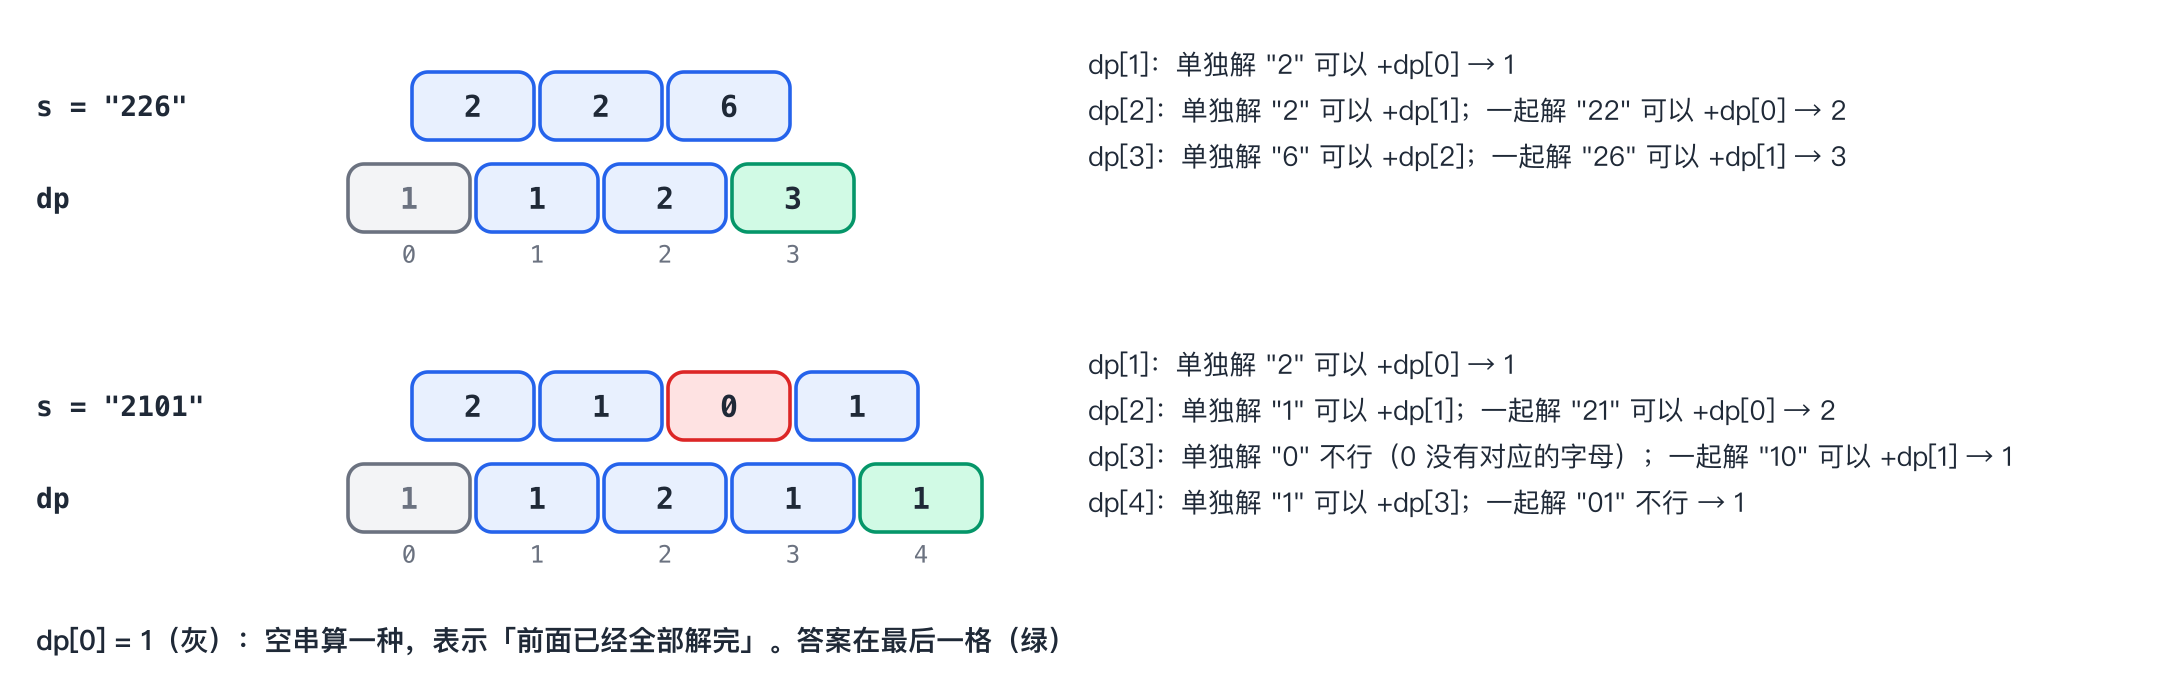 s = "226"
2 2 6
dp
1 1 2 3
0 1 2 3
dp[1]：单独解 "2" 可以 +dp[0] → 1
dp[2]：单独解 "2" 可以 +dp[1]；一起解 "22" 可以 +dp[0] → 2
dp[3]：单独解 "6" 可以 +dp[2]；一起解 "26" 可以 +dp[1] → 3
s = "2101"
2 1 0 1
dp
1 1 2 1 1
0 1 2 3 4
dp[1]：单独解 "2" 可以 +dp[0] → 1
dp[2]：单独解 "1" 可以 +dp[1]；一起解 "21" 可以 +dp[0] → 2
dp[3]：单独解 "0" 不行（0 没有对应的字母）；一起解 "10" 可以 +dp[1] → 1
dp[4]：单独解 "1" 可以 +dp[3]；一起解 "01" 不行 → 1
dp[0] = 1（灰）：空串算一种，表示「前面已经全部解完」。答案在最后一格（绿）